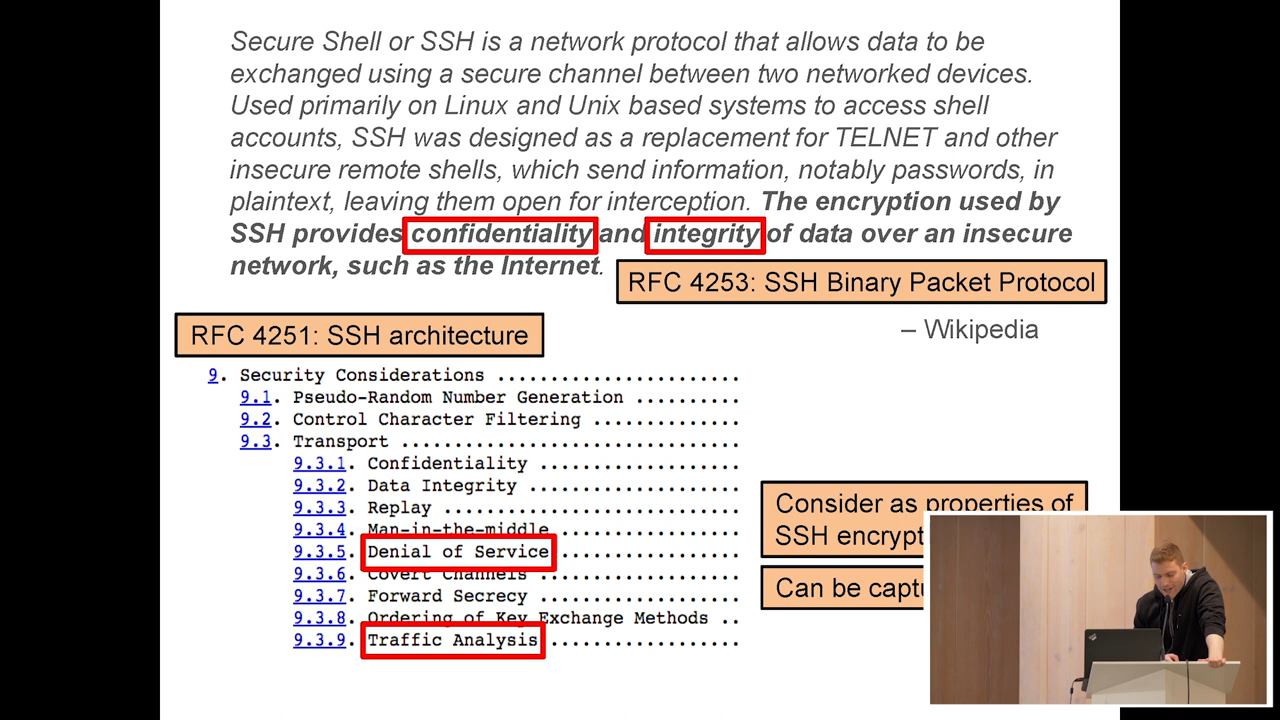 Secure Shell or SSH is a network protocol that allows data to be
exchanged using a secure channel between two networked devices.
Used primarily on Linux and Unix based systems to access shell
accounts, SSH was designed as a replacement for TELNET and other
insecure remote shells, which send information, notably passwords, in
plaintext, leaving them open for interception. The encryption used by
SSH provides confidentiality and integrity of data over an insecure
network, such as the Internet.
RFC 4253: SSH Binary Packet Protocol
– Wikipedia
RFC 4251: SSH architecture
9. Security Considerations .......................
9.1. Pseudo-Random Number Generation ..........
9.2. Control Character Filtering ..............
9.3. Transport ................................
9.3.1. Confidentiality ...................
9.3.2. Data Integrity ....................
9.3.3. Replay ............................
9.3.4. Man-in-the-middle .................
9.3.5. Denial of Service .................
9.3.6. Covert Channels ...................
9.3.7. Forward Secrecy ...................
9.3.8. Ordering of Key Exchange Methods ..
9.3.9. Traffic Analysis ..................
Consider as properties of
SSH
Can be